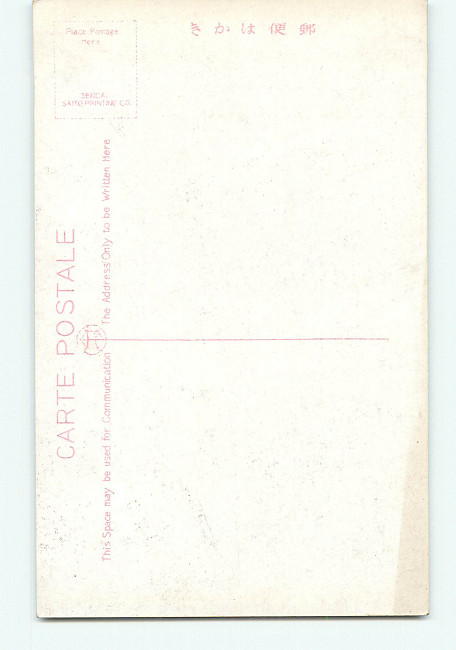 Place Postage
Here
SENDAI
SAITO PRINTING CO.
きかはか便郵
CARTE POSTALE
The Address Only to be Written Here
This Space may be used for Communication